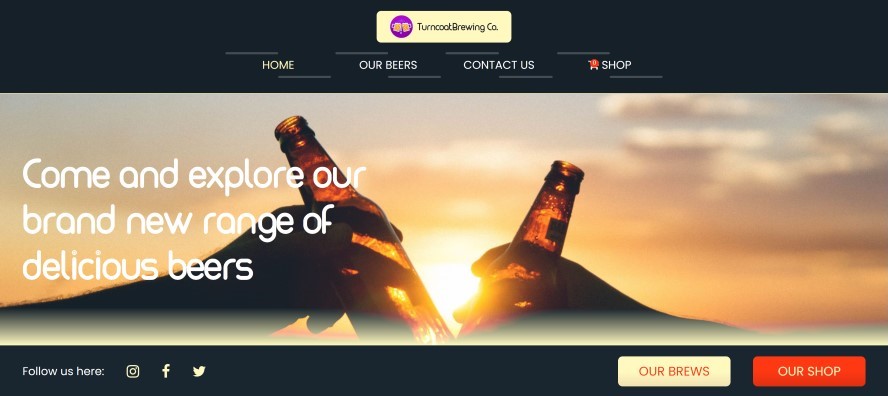 TurncoatBrewing Co.
HOME OUR BEERS CONTACT US SHOP
Come and explore our
brand new range of
delicious beers
Follow us here:
OUR BREWS OUR SHOP